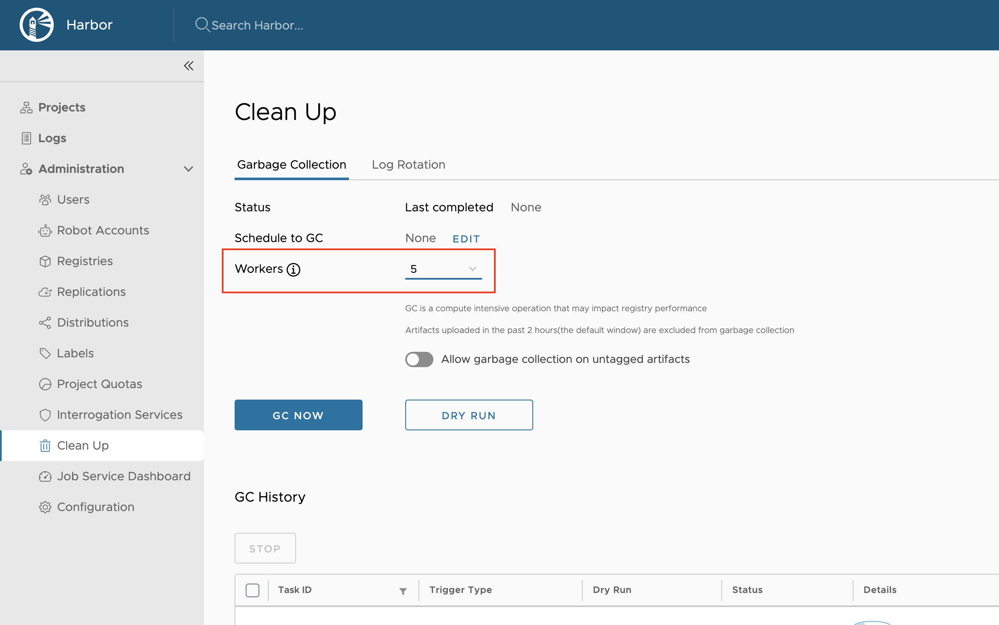 Harbor
Search Harbor...
Projects
Logs
Administration
Users
Robot Accounts
Registries
Replications
Distributions
Labels
Project Quotas
Interrogation Services
Clean Up
Job Service Dashboard
Configuration
Clean Up
Garbage Collection Log Rotation
Status Last completed None
Schedule to GC None EDIT
Workers 5
GC is a compute intensive operation that may impact registry performance
Artifacts uploaded in the past 2 hours(the default window) are excluded from garbage collection
Allow garbage collection on untagged artifacts
GC NOW DRY RUN
GC History
STOP
Task ID Trigger Type Dry Run Status Details